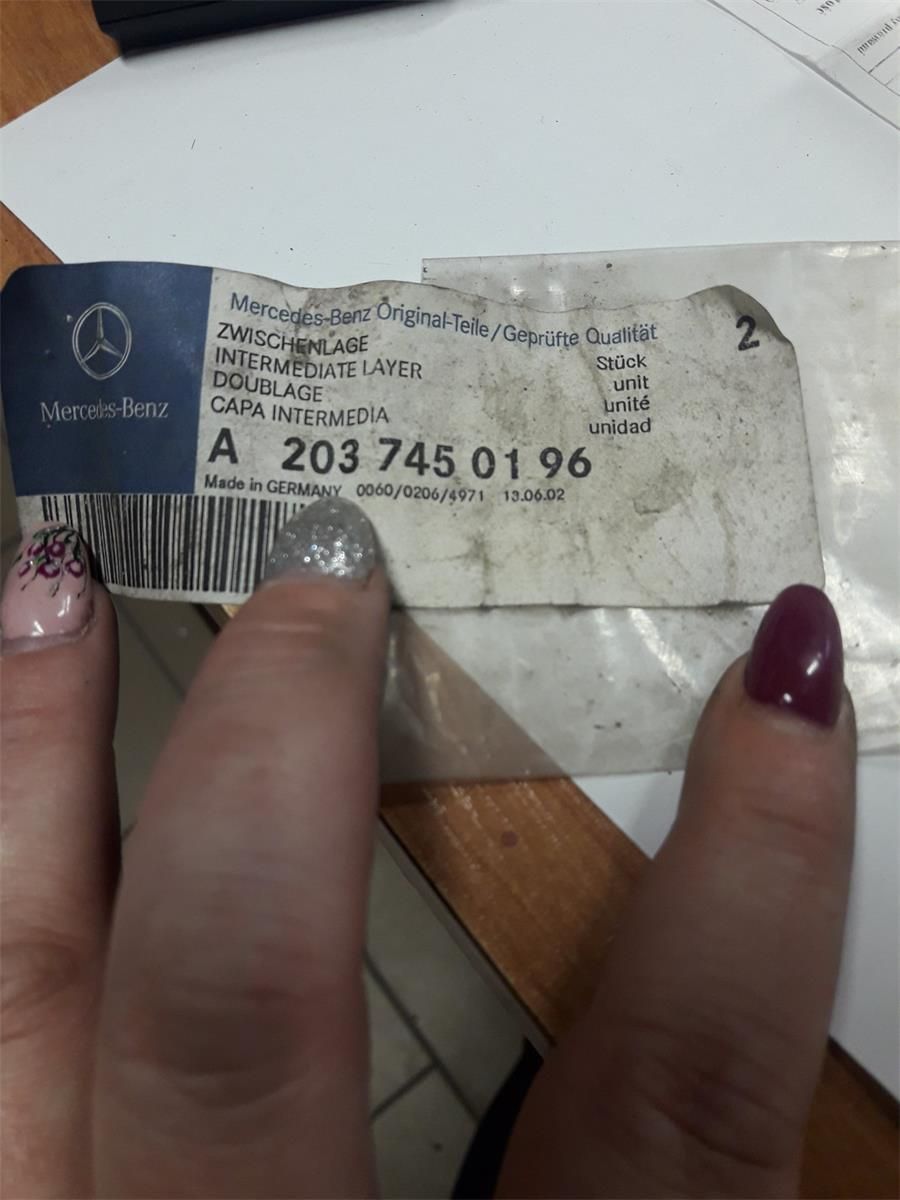 Mercedes-Benz
Mercedes-Benz Original-Teile/Geprüfte Qualität
2
ZWISCHENLAGE
INTERMEDIATE LAYER
DOUBLAGE
CAPA INTERMEDIA
Stück
unit
unité
unidad
A 203 745 01 96
Made in GERMANY 0060/0206/4971 13.06.02